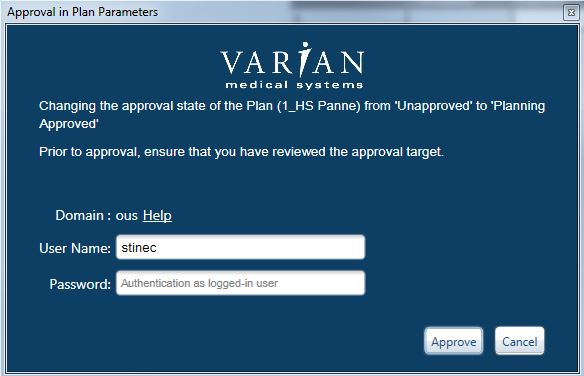 Approval in Plan Parameters
VARIAN
medical systems
Changing the approval state of the Plan (1_HS Panne) from 'Unapproved' to 'Planning
Approved'
Prior to approval, ensure that you have reviewed the approval target.
Domain : ous Help
User Name: stinec
Password: Authentication as logged-in user
Approve Cancel